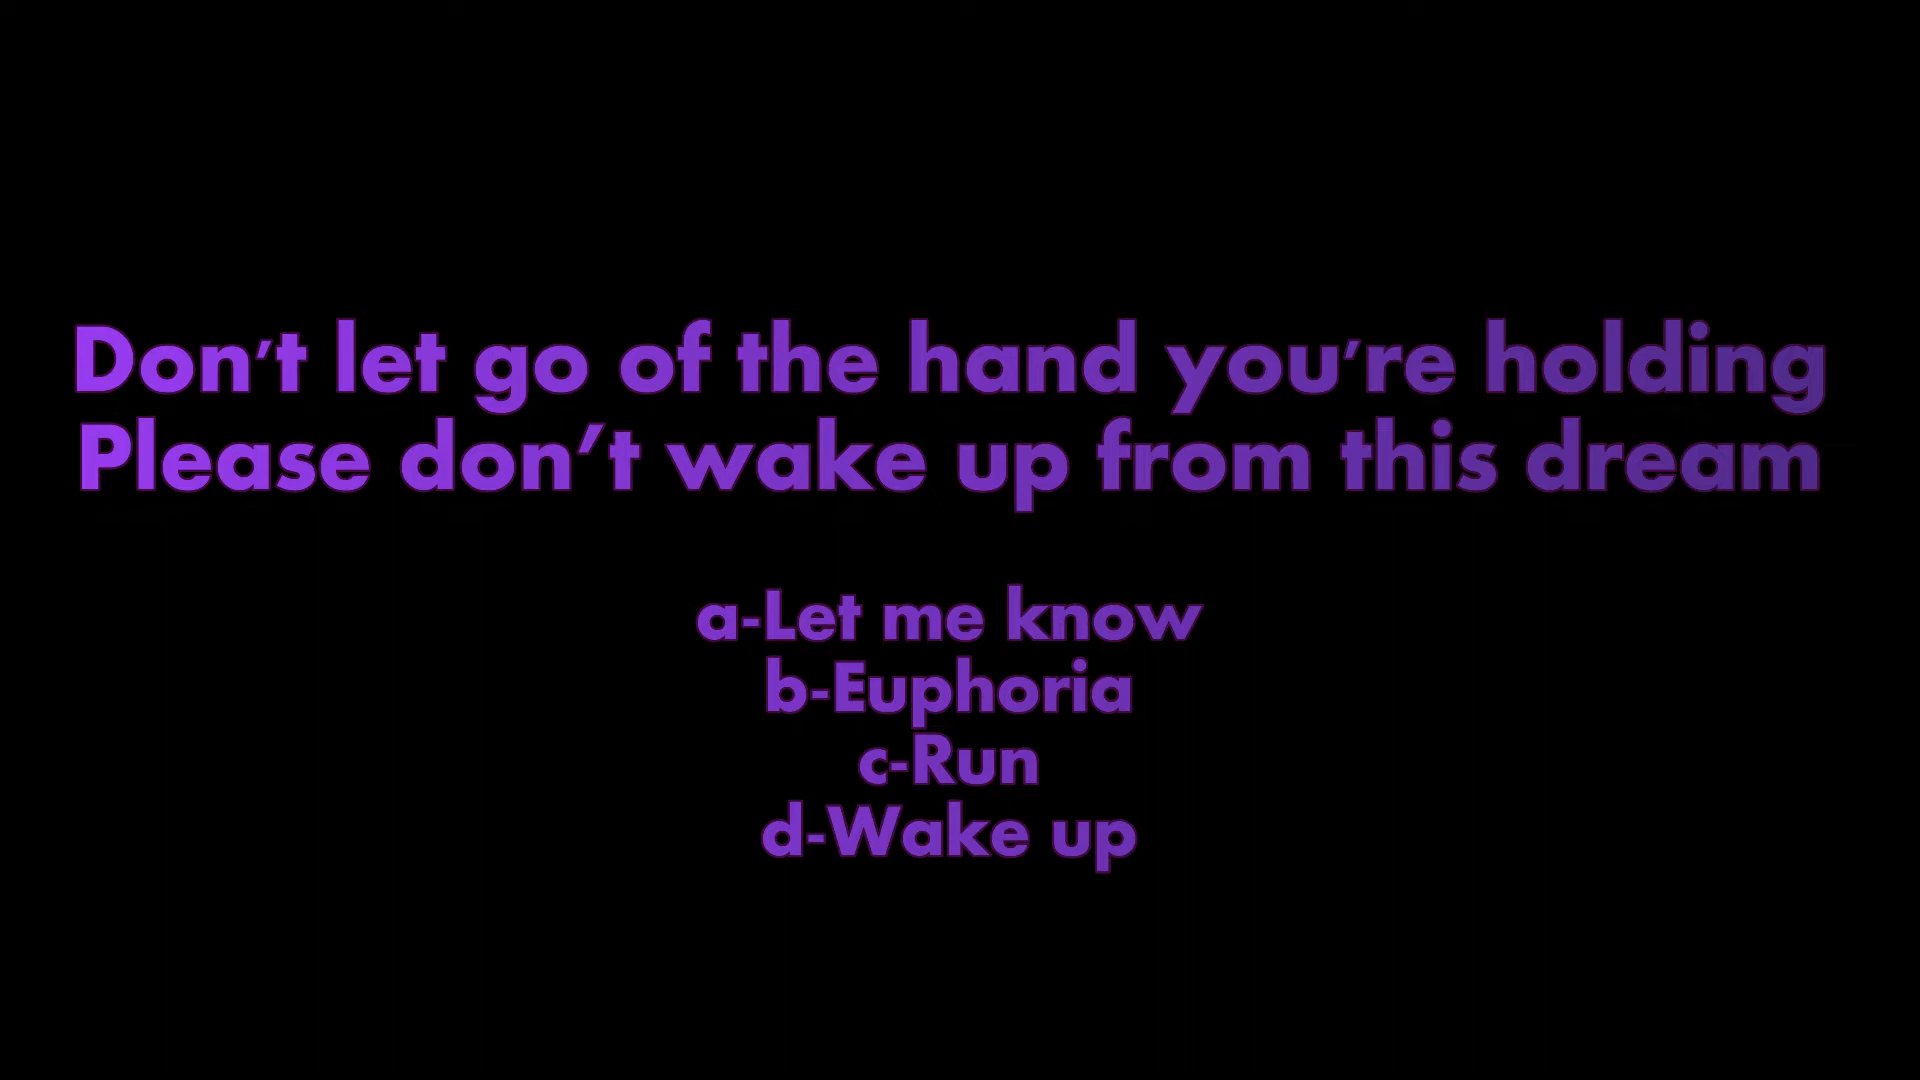 Don't let go of the hand you're holding
Please don't wake up from this dream
a-Let me know
b-Euphoria
c-Run
d-Wake up